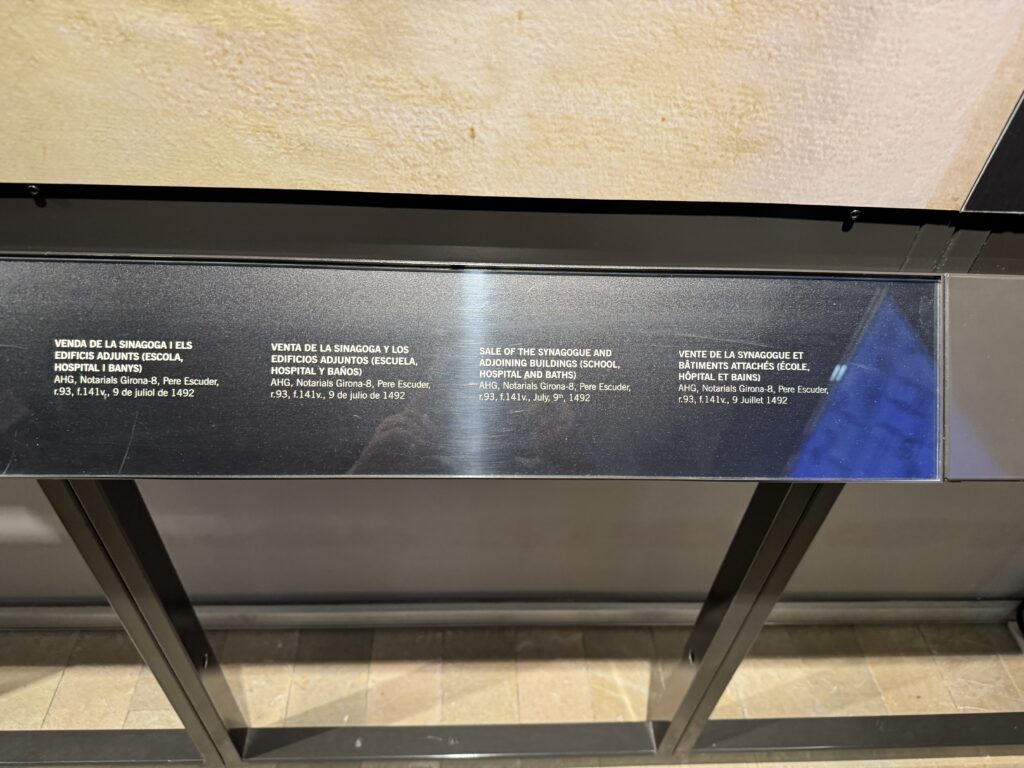 VENDA DE LA SINAGOGA I ELS
EDIFICIS ADJUNTS (ESCOLA,
HOSPITAL I BANYS)
AHG, Notarials Girona-8, Pere Escuder,
r.93, f.141v., 9 de juliol de 1492
VENTA DE LA SINAGOGA Y LOS
EDIFICIOS ADJUNTOS (ESCUELA,
HOSPITAL Y BAÑOS)
AHG, Notarials Girona-8, Pere Escuder,
r.93, f.141v., 9 de julio de 1492
SALE OF THE SYNAGOGUE AND
ADJOINING BUILDINGS (SCHOOL,
HOSPITAL AND BATHS)
AHG, Notarials Girona-8, Pere Escuder,
r.93, f.141v., July, 9th, 1492
VENTE DE LA SYNAGOGUE ET
BÂTIMENTS ATTACHÉS (ÉCOLE,
HÔPITAL ET BAINS)
AHG, Notarials Girona-8, Pere Escuder,
r.93, f.141v., 9 Juillet 1492